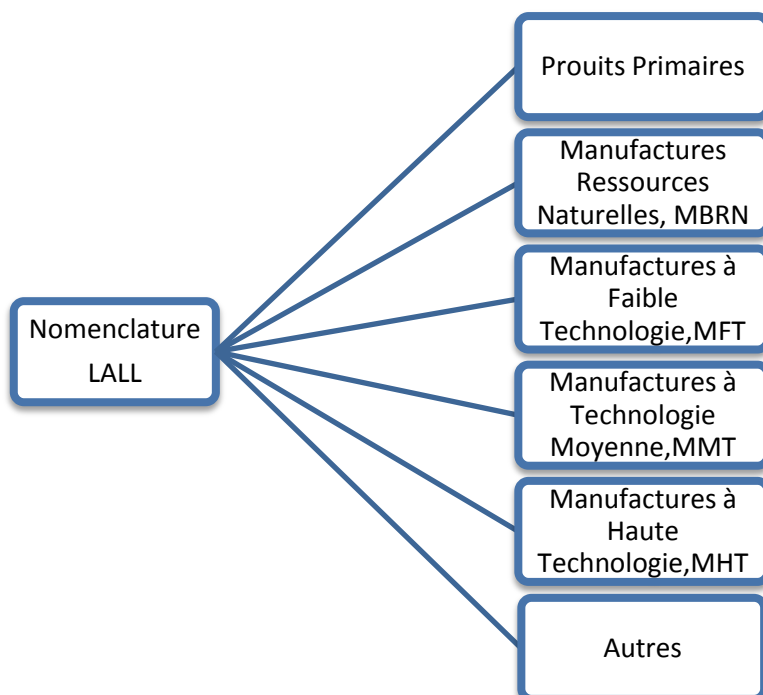 Prouits Primaires
Manufactures
Ressources
Naturelles, MBRN
Manufactures à
Faible
Technologie,MFT
Nomenclature
LALL
Manufactures à
Technologie
Moyenne,MMT
Manufactures à
Haute
Technologie,MHT
Autres